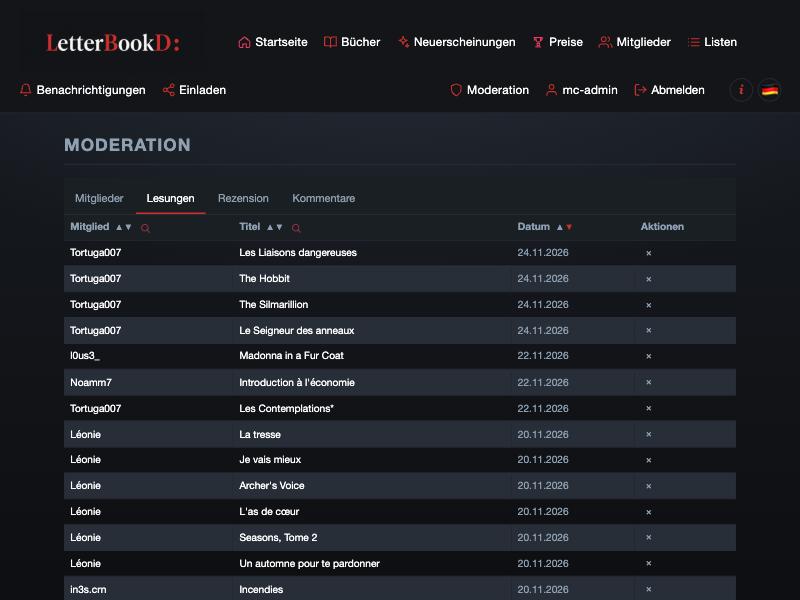 LetterBookD:
Startseite Bücher Neuerscheinungen Preise Mitglieder Listen
Benachrichtigungen Einladen Moderation mc-admin Abmelden i
MODERATION
Mitglieder Lesungen Rezension Kommentare
Mitglied ▲▼ Titel ▲▼ Datum ▲▼ Aktionen
Tortuga007 Les Liaisons dangereuses 24.11.2026 ×
Tortuga007 The Hobbit 24.11.2026 ×
Tortuga007 The Silmarillion 24.11.2026 ×
Tortuga007 Le Seigneur des anneaux 24.11.2026 ×
l0us3_ Madonna in a Fur Coat 22.11.2026 ×
Noamm7 Introduction à l'économie 22.11.2026 ×
Tortuga007 Les Contemplations* 22.11.2026 ×
Léonie La tresse 20.11.2026 ×
Léonie Je vais mieux 20.11.2026 ×
Léonie Archer's Voice 20.11.2026 ×
Léonie L'as de cœur 20.11.2026 ×
Léonie Seasons, Tome 2 20.11.2026 ×
Léonie Un automne pour te pardonner 20.11.2026 ×
in3s.crn Incendies 20.11.2026 ×